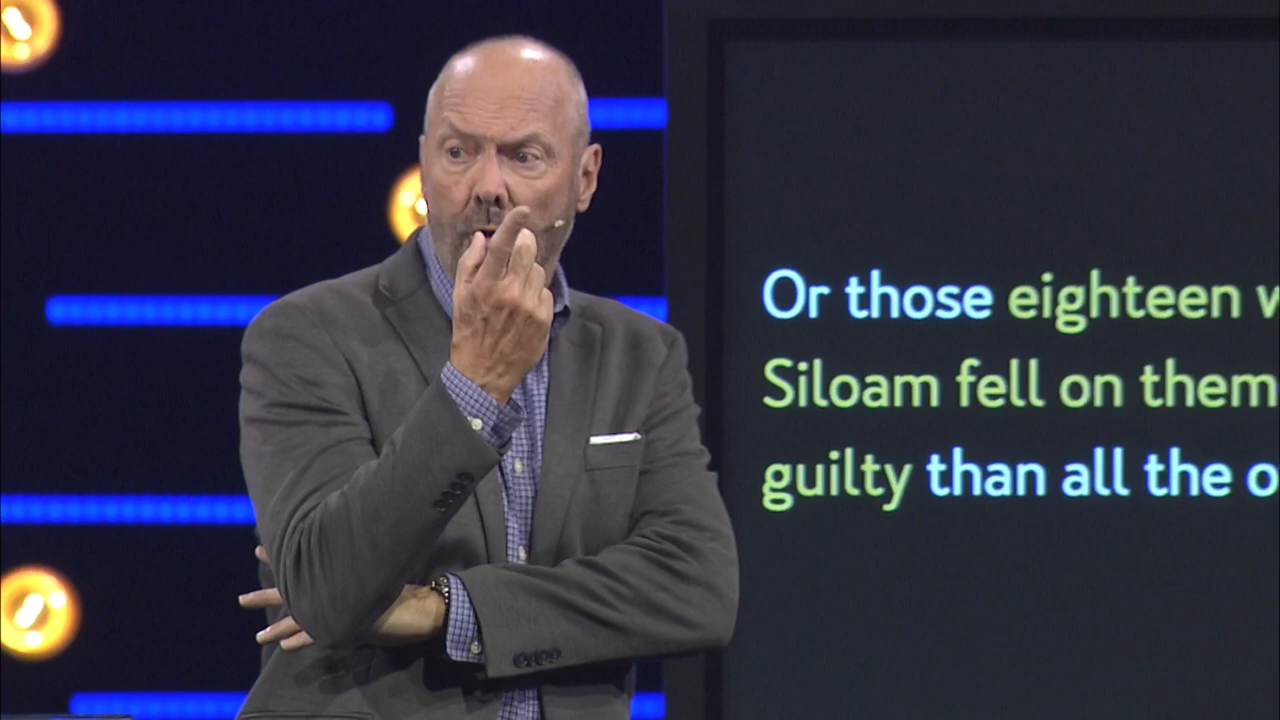 Or those eighteen
Siloam fell on them
guilty than all the